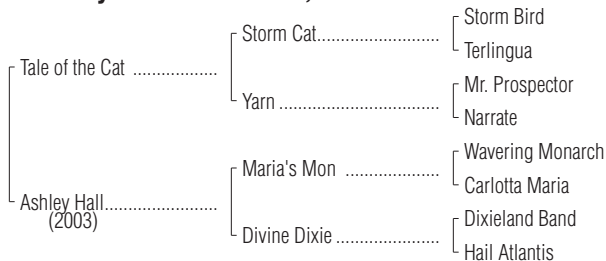 Storm Bird
Storm Cat....................
Terlingua
Tale of the Cat ..................
Mr. Prospector
Yarn ..................................
Narrate
Wavering Monarch
Maria's Mon ....................
Carlotta Maria
Ashley Hall........................
(2003)
Dixieland Band
Divine Dixie ......................
Hail Atlantis